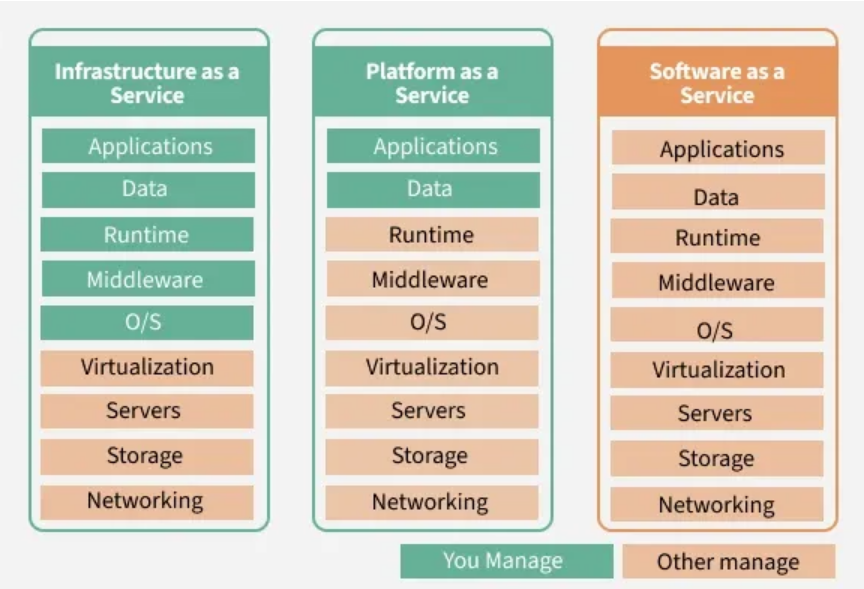 Infrastructure as a
Service
Applications
Data
Runtime
Middleware
O/S
Virtualization
Servers
Storage
Networking
Platform as a
Service
Applications
Data
Runtime
Middleware
O/S
Virtualization
Servers
Storage
Networking
Software as a
Service
Applications
Data
Runtime
Middleware
O/S
Virtualization
Servers
Storage
Networking
You Manage
Other manage